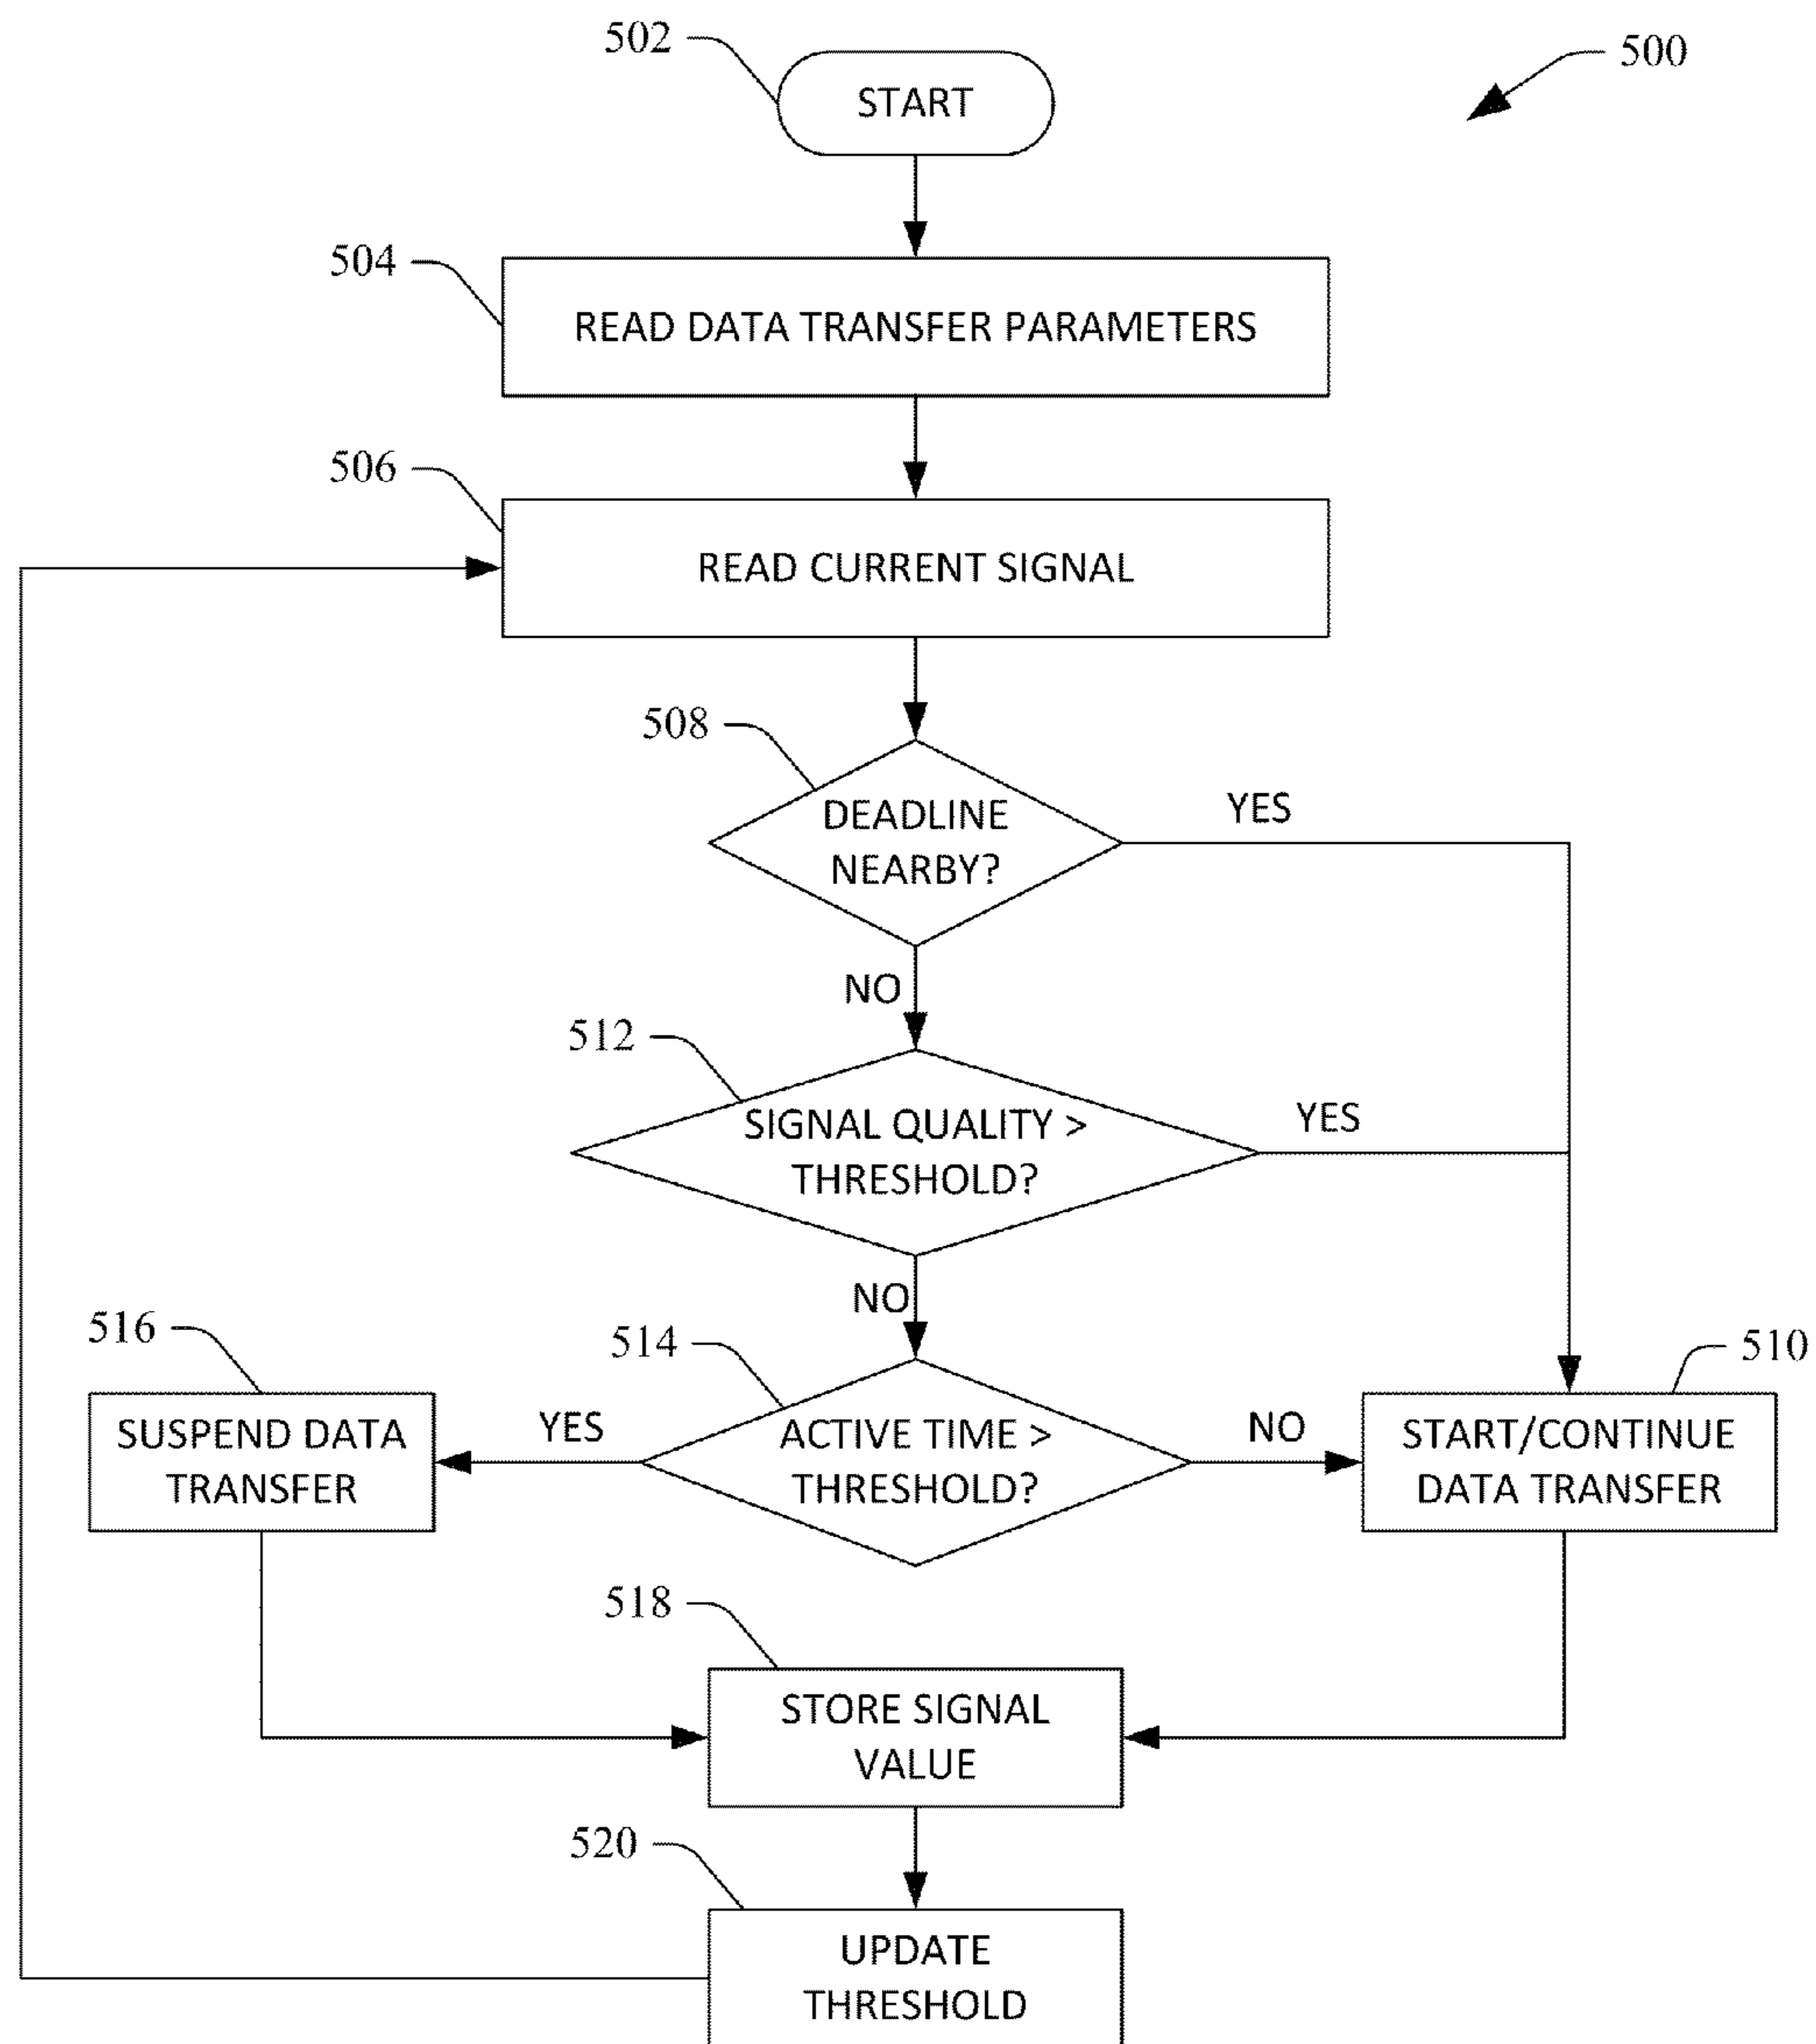 502
START
500
504
READ DATA TRANSFER PARAMETERS
506
READ CURRENT SIGNAL
508
DEADLINE
NEARBY?
YES
NO
512
SIGNAL QUALITY >
THRESHOLD?
YES
NO
516
SUSPEND DATA
TRANSFER
YES
514
ACTIVE TIME >
THRESHOLD?
NO
510
START/CONTINUE
DATA TRANSFER
518
STORE SIGNAL
VALUE
520
UPDATE
THRESHOLD